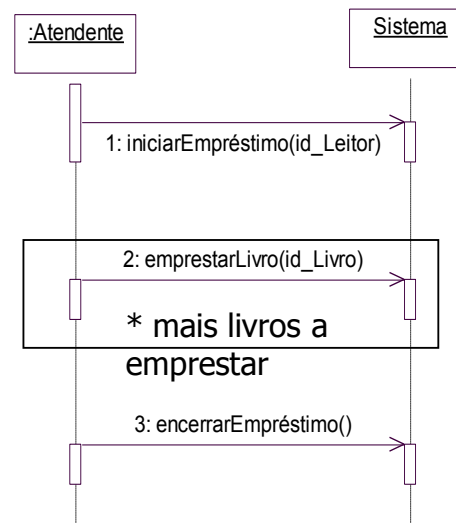 :Atendente
Sistema
1: iniciarEmpréstimo(id_Leitor)
2: emprestarLivro(id_Livro)
* mais livros a
emprestar
3: encerrarEmpréstimo()